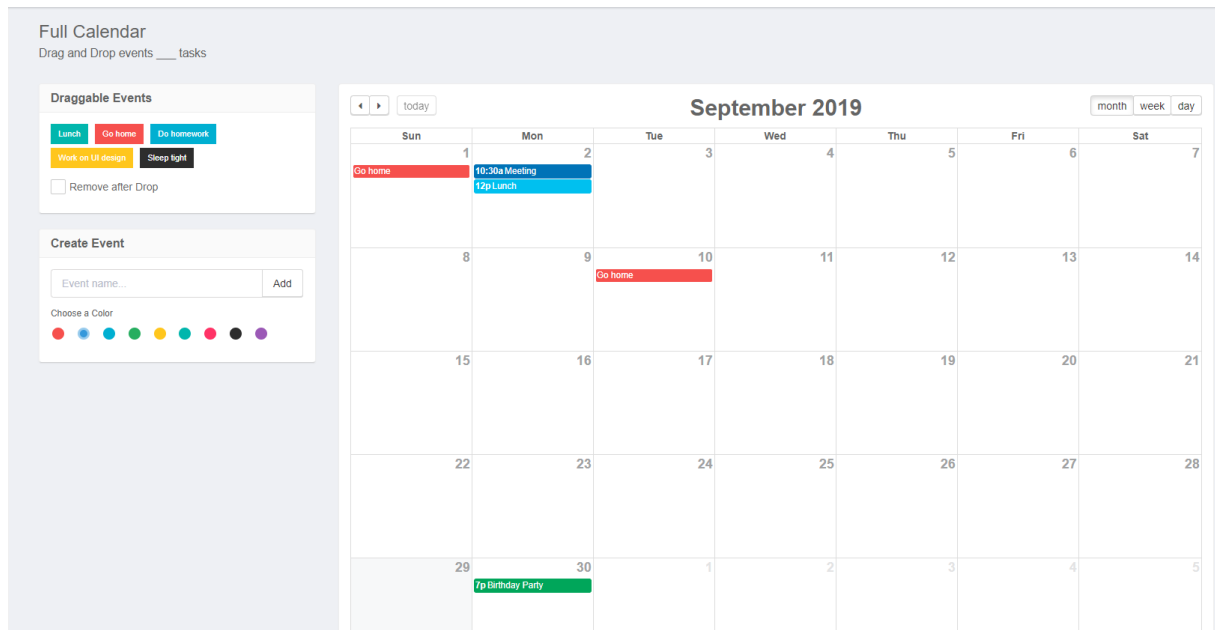 Full Calendar
Drag and Drop events ___ tasks
Draggable Events
Lunch Go home Do homework
Work on UI design Sleep tight
Remove after Drop
Create Event
Event name... Add
Choose a Color
today September 2019 month week day
Sun Mon Tue Wed Thu Fri Sat
1 2 3 4 5 6 7
Go home 10:30a Meeting
12p Lunch
8 9 10 11 12 13 14
Go home
15 16 17 18 19 20 21
22 23 24 25 26 27 28
29 30 1 2 3 4 5
7p Birthday Party